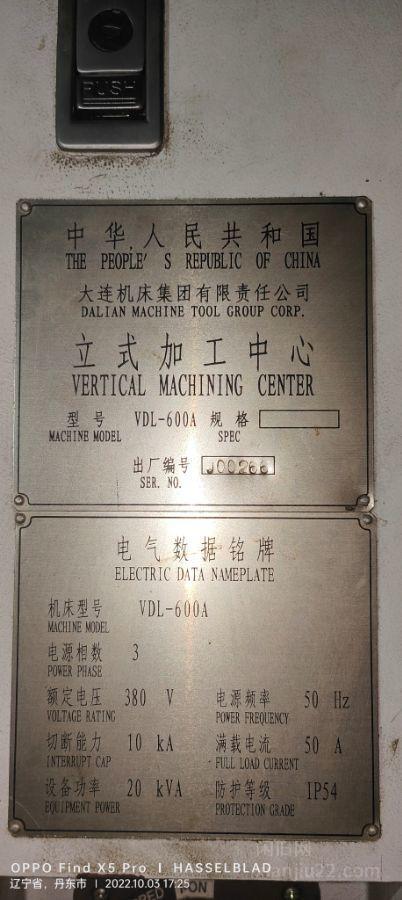 PUSH
中华人民共和国
THE PEOPLE' S REPUBLIC OF CHINA
大连机床集团有限责任公司
DALIAN MACHINE TOOL GROUP CORP.
立式加工中心
VERTICAL MACHINING CENTER
型号 VDL-600A 规格
MACHINE MODEL SPEC
出厂编号 J00266
SER. NO.
电气数据铭牌
ELECTRIC DATA NAMEPLATE
机床型号 VDL-600A
MACHINE MODEL
电源相数 3
POWER PHASE
额定电压 380 V 电源频率 50 Hz
VOLTAGE RATING POWER FREQUENCY
切断能力 10 kA 满载电流 50 A
INTERRUPT CAP FULL LOAD CURRENT
设备功率 20 kVA 防护等级 IP54
EQUIPMENT POWER PROTECTION GRADE
闲旧网
OPPO Find X5 Pro | HASSELBLAD
辽宁省，丹东市 | 2022.10.03 17:25